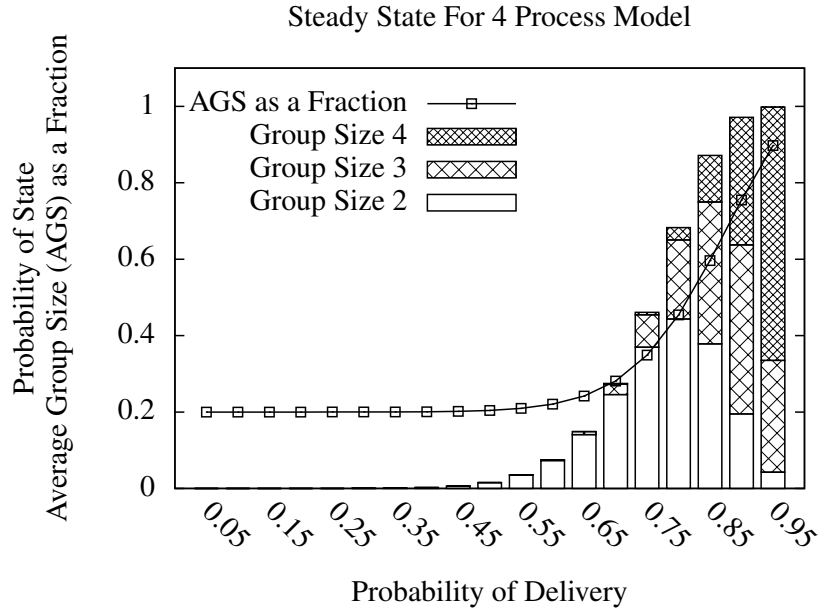 Steady State For 4 Process Model
Probability of State
Average Group Size (AGS) as a Fraction
1
0.8
0.6
0.4
0.2
0
AGS as a Fraction
Group Size 4
Group Size 3
Group Size 2
0.05
0.15
0.25
0.35
0.45
0.55
0.65
0.75
0.85
0.95
Probability of Delivery